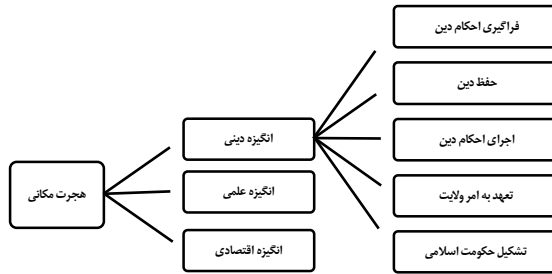 هجرت مکانی
انگیزه دینی
انگیزه علمی
انگیزه اقتصادی
فراگیری احکام دین
حفظ دین
اجرای احکام دین
تعهد به امر ولایت
تشکیل حکومت اسلامی